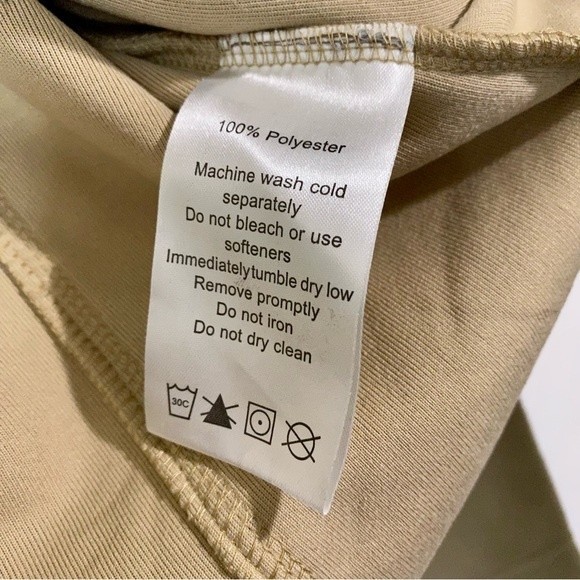 100% Polyester
Machine wash cold
separately
Do not bleach or use
softeners
Immediatelytumble dry low
Remove promptly
Do not iron
Do not dry clean
30C